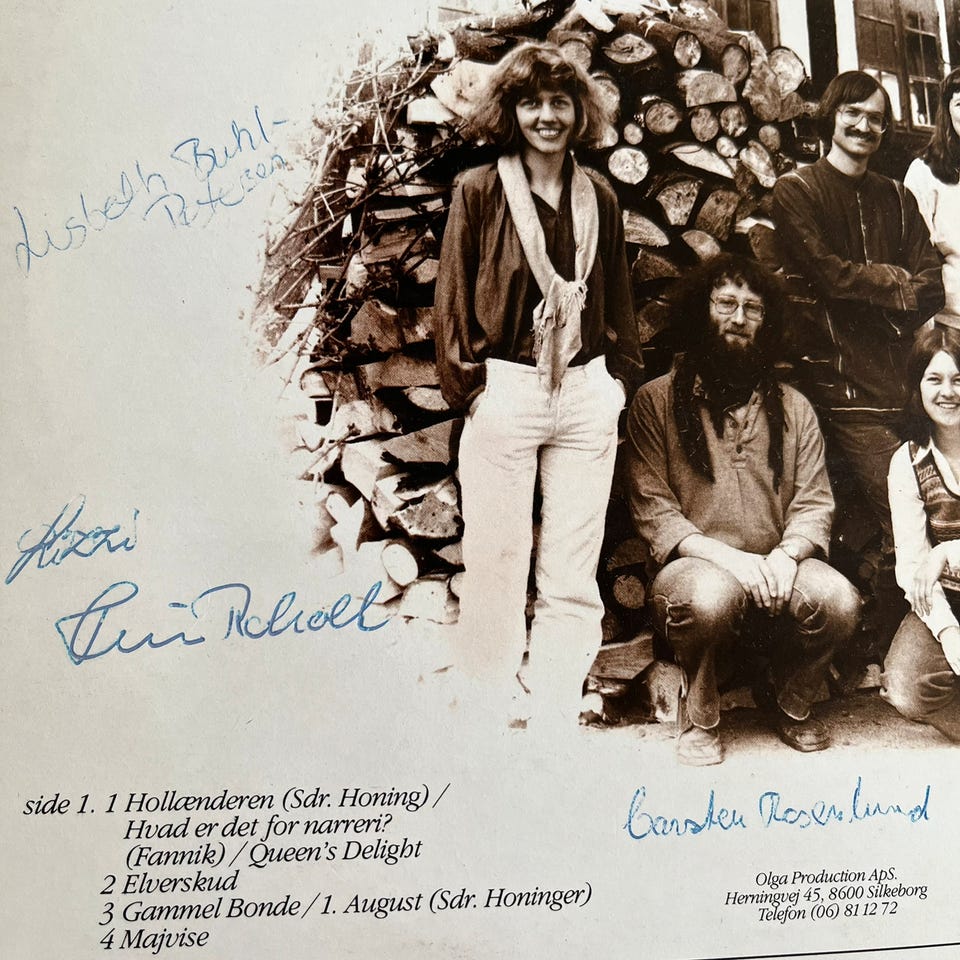 Lisbeth Buhl-
Petersen
side 1. 1 Hollænderen (Sdr. Honing) /
Hvad er det for narreri?
(Fannik) / Queen's Delight
2 Elverskud
3 Gammel Bonde / 1. August (Sdr. Honinger)
4 Majvise
Carsten Rosenlund
Olga Production ApS.
Herningvej 45, 8600 Silkeborg
Telefon (06) 81 12 72